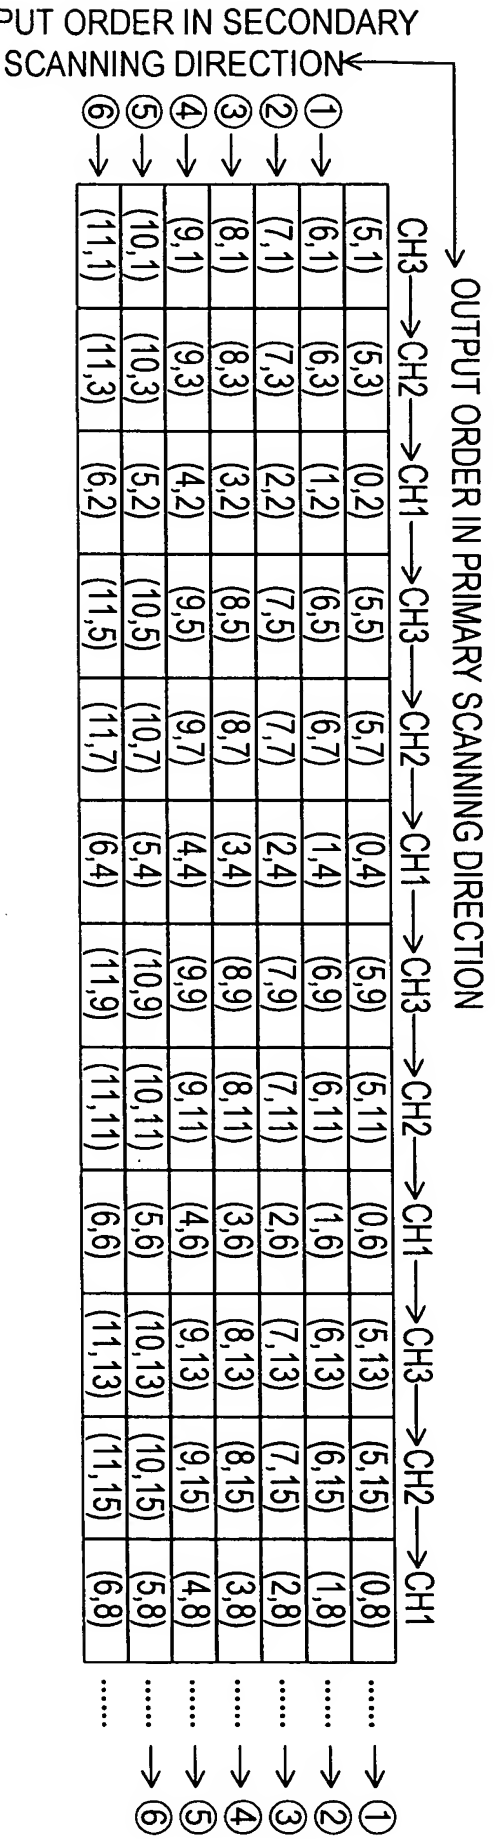 PUT ORDER IN SECONDARY
SCANNING DIRECTION
OUTPUT ORDER IN PRIMARY SCANNING DIRECTION
CH3→CH2→CH1→CH3→CH2→CH1→CH3→CH2→CH1→CH3→CH2→CH1
(5,1) (5,3) (0,2) (5,5) (5,7) (0,4) (5,9) (5,11) (0,6) (5,13) (5,15) (0,8) ...... → ①
① → (6,1) (6,3) (1,2) (6,5) (6,7) (1,4) (6,9) (6,11) (1,6) (6,13) (6,15) (1,8) ...... → ②
② → (7,1) (7,3) (2,2) (7,5) (7,7) (2,4) (7,9) (7,11) (2,6) (7,13) (7,15) (2,8) ...... → ③
③ → (8,1) (8,3) (3,2) (8,5) (8,7) (3,4) (8,9) (8,11) (3,6) (8,13) (8,15) (3,8) ...... → ④
④ → (9,1) (9,3) (4,2) (9,5) (9,7) (4,4) (9,9) (9,11) (4,6) (9,13) (9,15) (4,8) ...... → ⑤
⑤ → (10,1) (10,3) (5,2) (10,5) (10,7) (5,4) (10,9) (10,11) (5,6) (10,13) (10,15) (5,8) ...... → ⑥
⑥ → (11,1) (11,3) (6,2) (11,5) (11,7) (6,4) (11,9) (11,11) (6,6) (11,13) (11,15) (6,8) ......